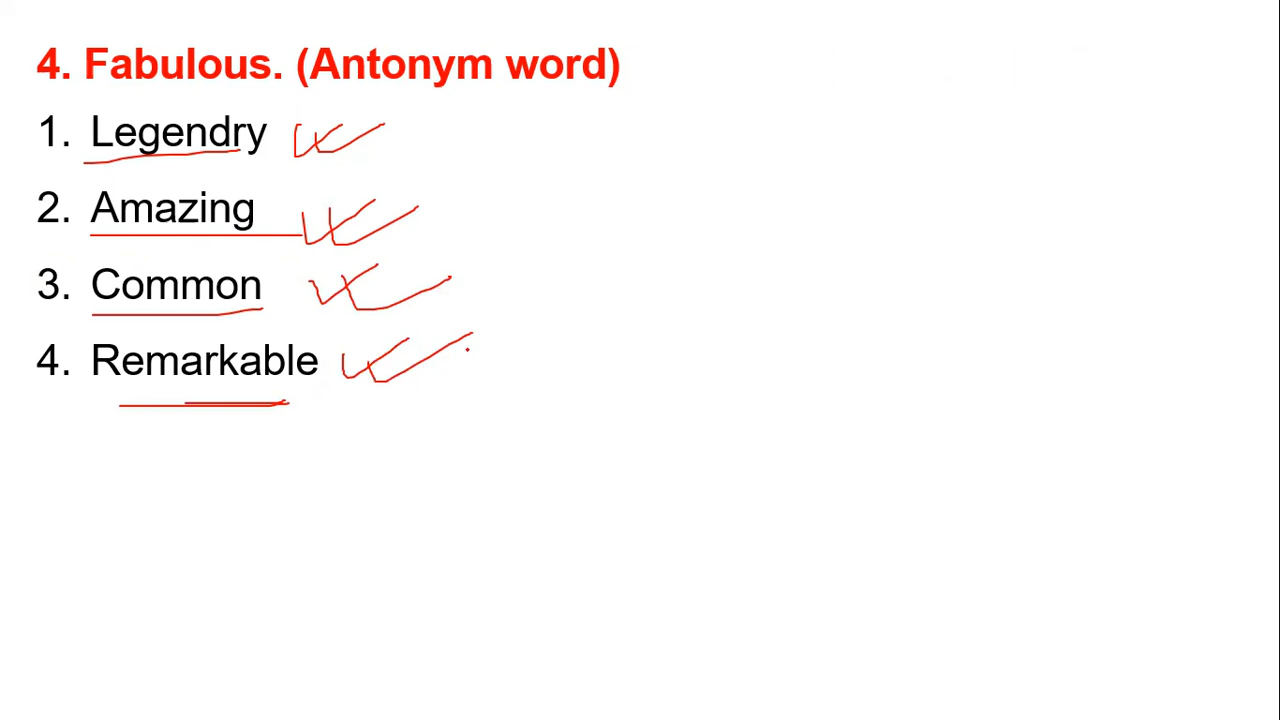 4. Fabulous. (Antonym word)
1. Legendry
2. Amazing
3. Common
4. Remarkable